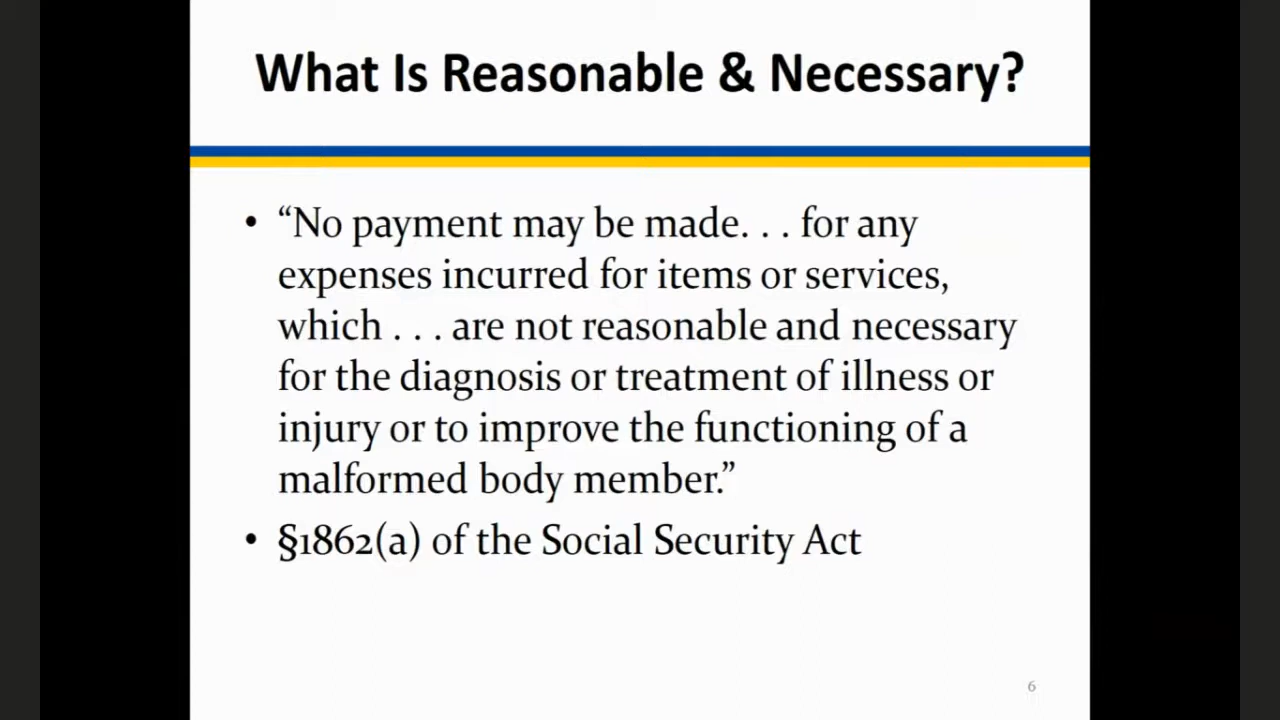 What Is Reasonable & Necessary?
• “No payment may be made. . . for any
expenses incurred for items or services,
which . . . are not reasonable and necessary
for the diagnosis or treatment of illness or
injury or to improve the functioning of a
malformed body member.”
• §1862(a) of the Social Security Act
6